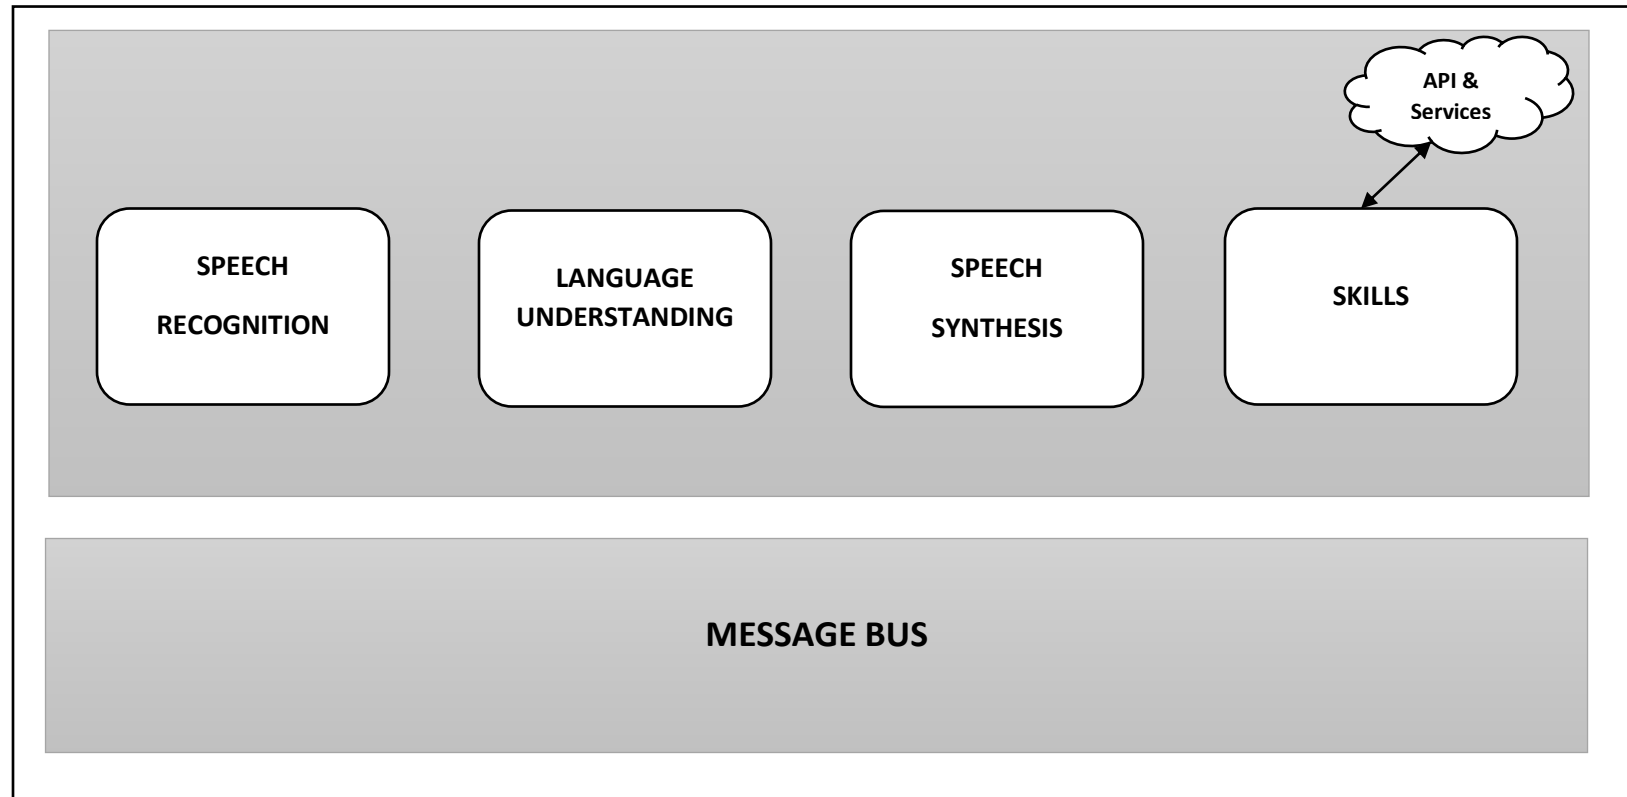 API &
Services
SPEECH
RECOGNITION
LANGUAGE
UNDERSTANDING
SPEECH
SYNTHESIS
SKILLS
MESSAGE BUS